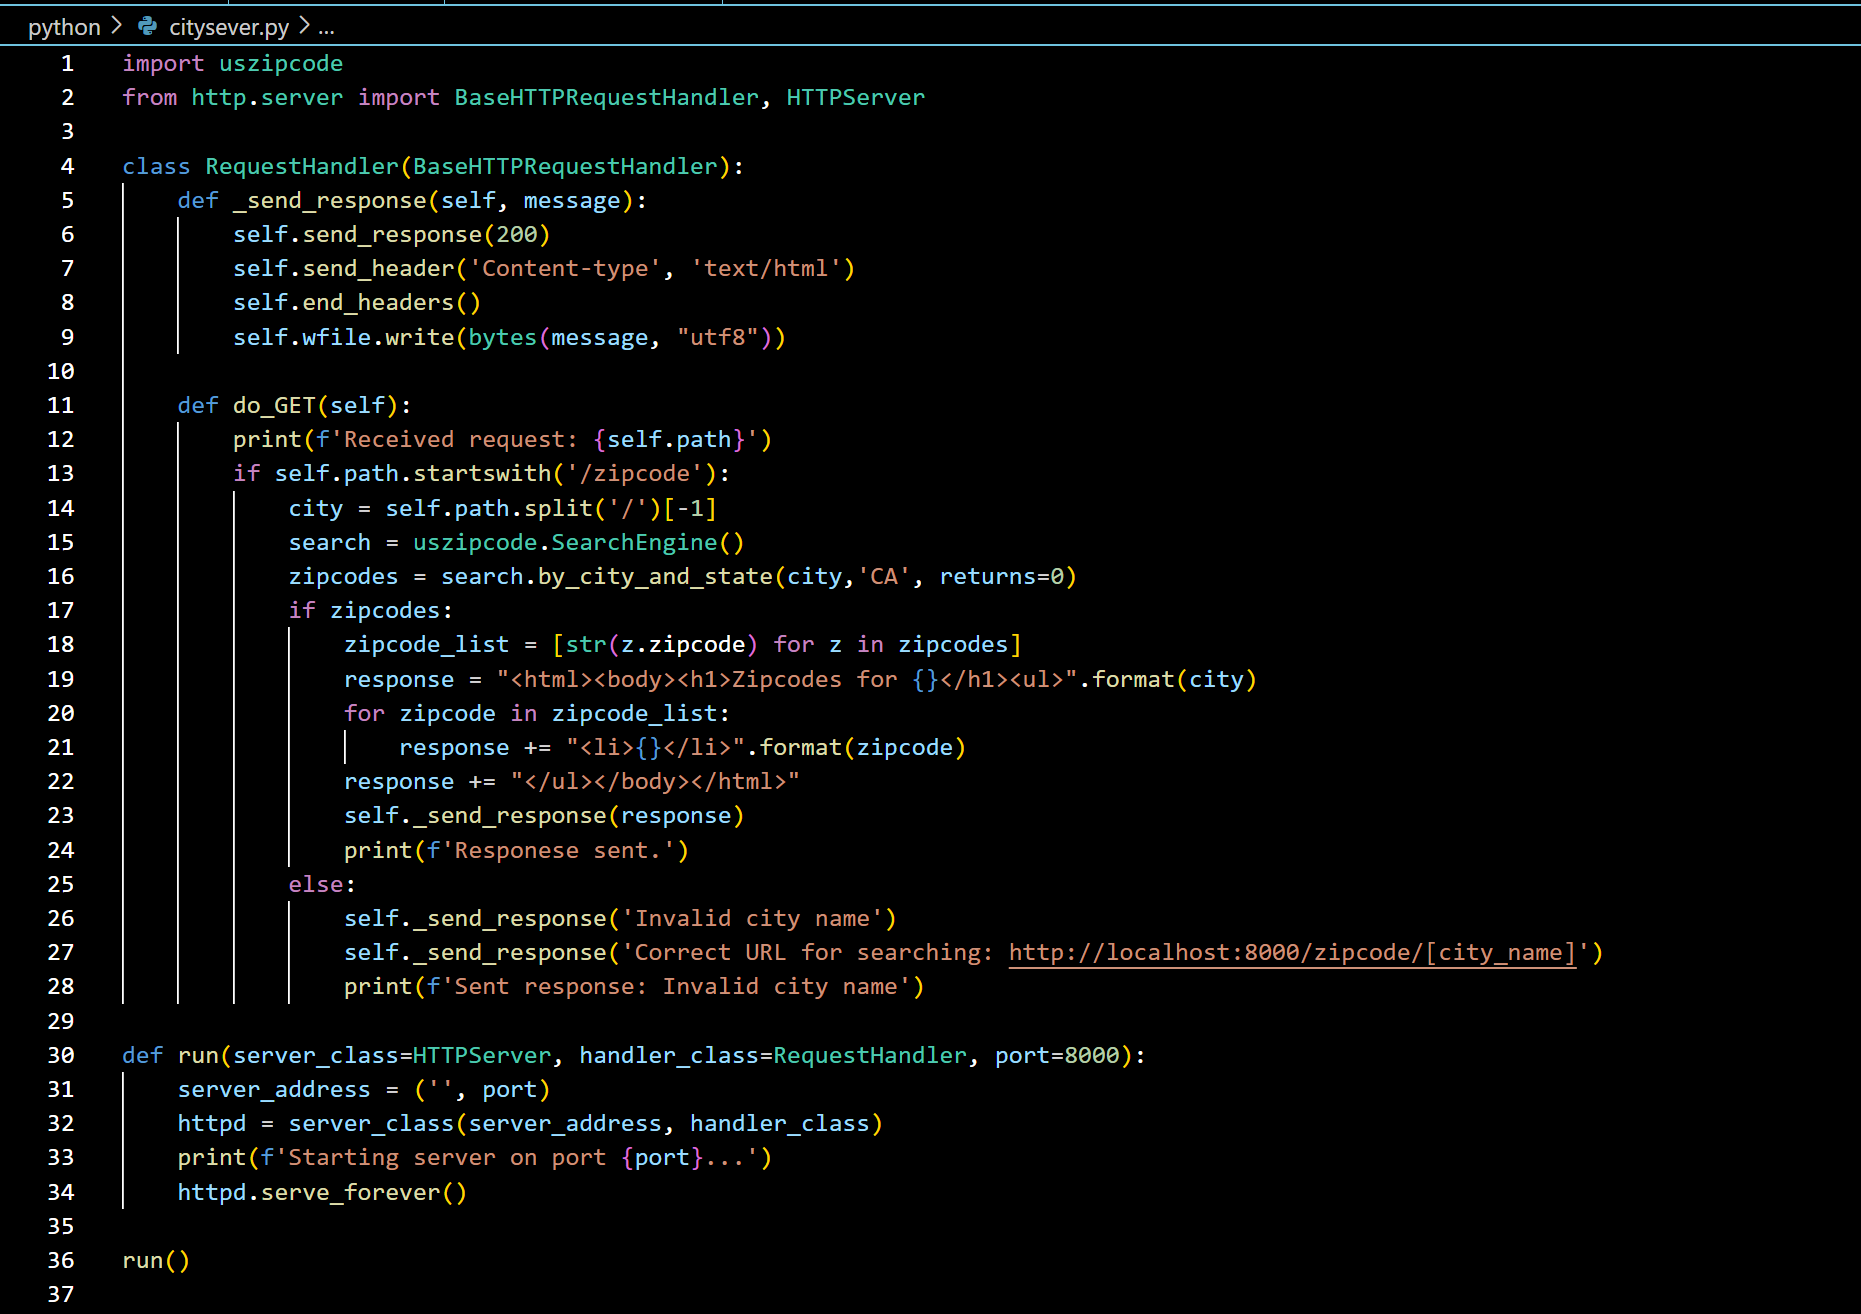 python > citysever.py > ...
1 import uszipcode
2 from http.server import BaseHTTPRequestHandler, HTTPServer
3
4 class RequestHandler(BaseHTTPRequestHandler):
5     def _send_response(self, message):
6         self.send_response(200)
7         self.send_header('Content-type', 'text/html')
8         self.end_headers()
9         self.wfile.write(bytes(message, "utf8"))
10
11     def do_GET(self):
12         print(f'Received request: {self.path}')
13         if self.path.startswith('/zipcode'):
14             city = self.path.split('/')[-1]
15             search = uszipcode.SearchEngine()
16             zipcodes = search.by_city_and_state(city,'CA', returns=0)
17             if zipcodes:
18                 zipcode_list = [str(z.zipcode) for z in zipcodes]
19                 response = "<html><body><h1>Zipcodes for {}</h1><ul>".format(city)
20                 for zipcode in zipcode_list:
21                     response += "<li>{}</li>".format(zipcode)
22                 response += "</ul></body></html>"
23                 self._send_response(response)
24                 print(f'Responese sent.')
25             else:
26                 self._send_response('Invalid city name')
27                 self._send_response('Correct URL for searching: http://localhost:8000/zipcode/[city_name]')
28                 print(f'Sent response: Invalid city name')
29
30 def run(server_class=HTTPServer, handler_class=RequestHandler, port=8000):
31     server_address = ('', port)
32     httpd = server_class(server_address, handler_class)
33     print(f'Starting server on port {port}...')
34     httpd.serve_forever()
35
36 run()
37